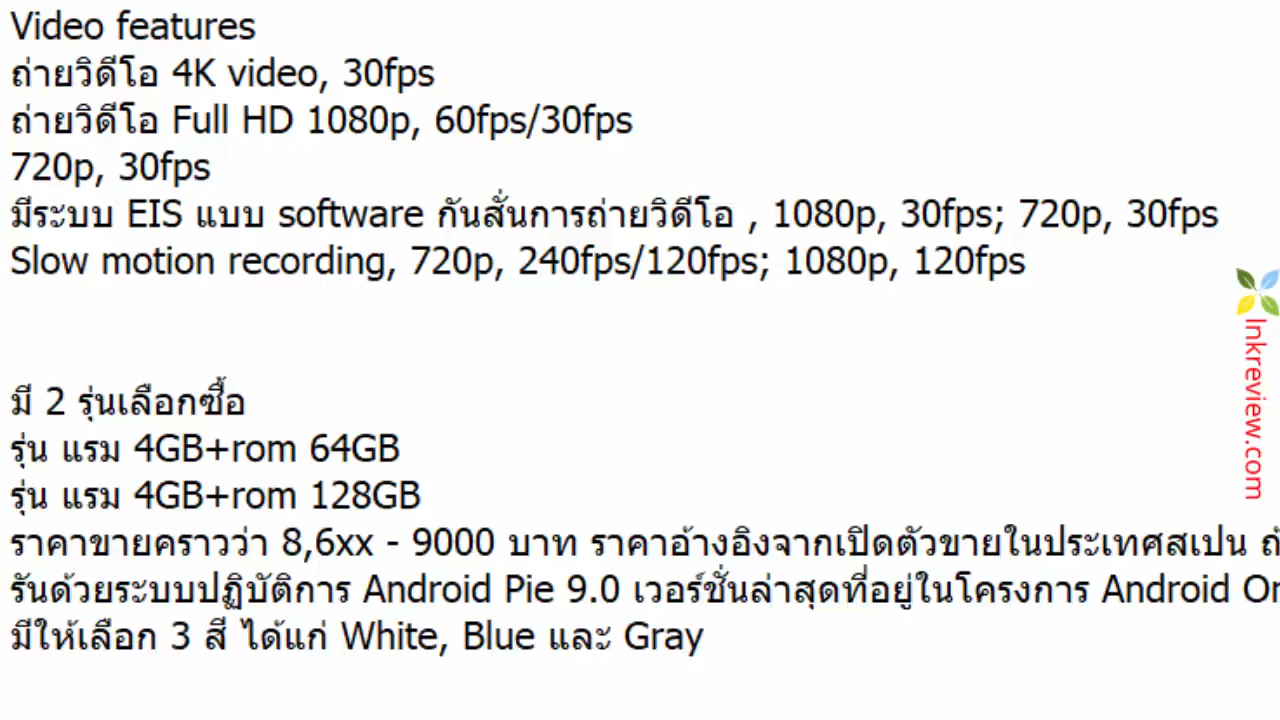 Video features
ถ่ายวิดีโอ 4K video, 30fps
ถ่ายวิดีโอ Full HD 1080p, 60fps/30fps
720p, 30fps
มีระบบ EIS แบบ software กันสั่นการถ่ายวิดีโอ , 1080p, 30fps; 720p, 30fps
Slow motion recording, 720p, 240fps/120fps; 1080p, 120fps
มี 2 รุ่นเลือกซื้อ
รุ่น แรม 4GB+rom 64GB
รุ่น แรม 4GB+rom 128GB
ราคาขายคราวว่า 8,6xx - 9000 บาท ราคาอ้างอิงจากเปิดตัวขายในประเทศสเปน
รันด้วยระบบปฏิบัติการ Android Pie 9.0 เวอร์ชั่นล่าสุดที่อยู่ในโครงการ Android
มีให้เลือก 3 สี ได้แก่ White, Blue และ Gray
Inkreview.com